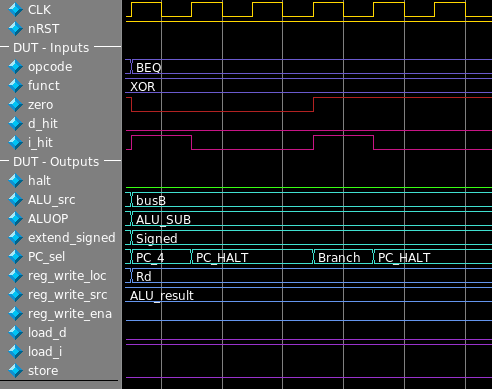 CLK
nRST
DUT - Inputs
opcode BEQ
funct XOR
zero
d_hit
i_hit
DUT - Outputs
halt
ALU_src busB
ALUOP ALU_SUB
extend_signed Signed
PC_sel PC_4 PC_HALT Branch PC_HALT
reg_write_loc Rd
reg_write_src ALU_result
reg_write_ena
load_d
load_i
store